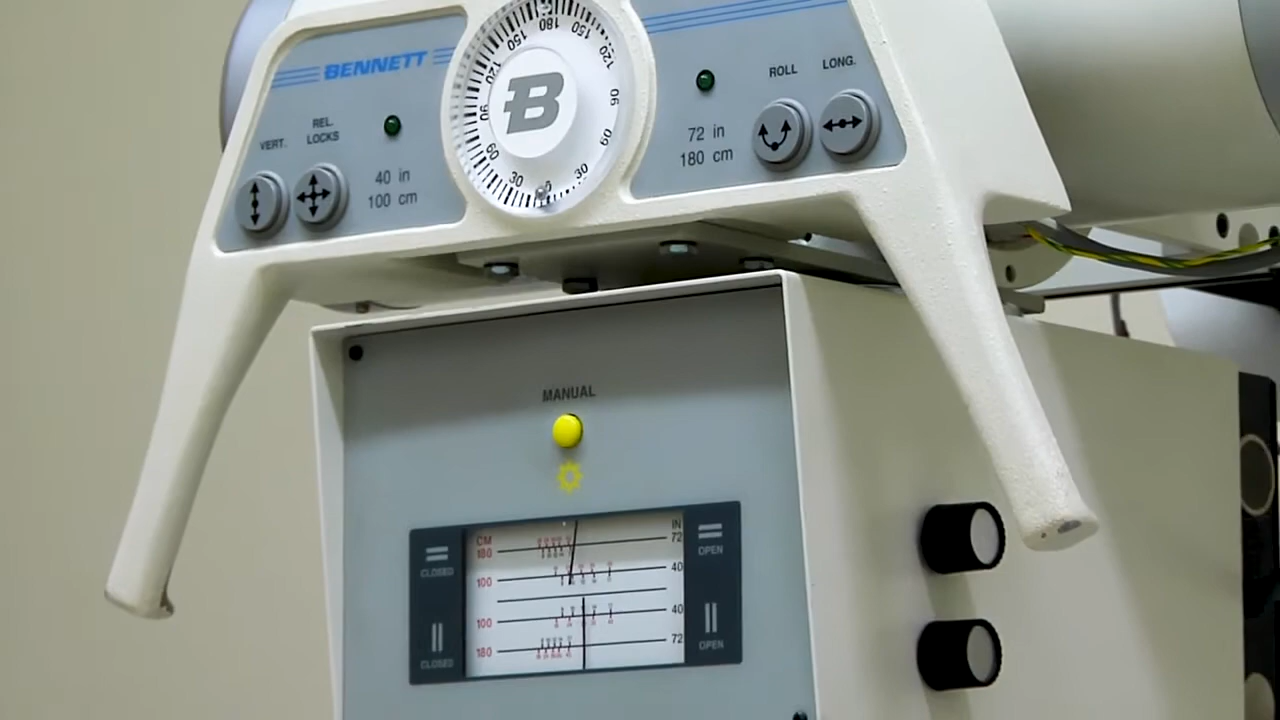 BENNETT
VERT.
REL.
LOCKS
40 in
100 cm
180
150
150
120
120
90
90
60
60
30
30
0
B
72 in
180 cm
ROLL
LONG.
MANUAL
CLOSED
CLOSED
CM
180
100
100
180
IN
72
40
40
72
OPEN
OPEN